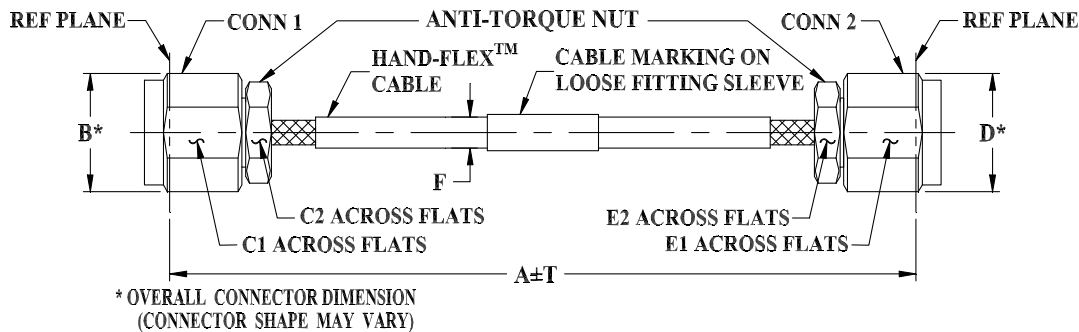 REF PLANE
CONN 1
ANTI-TORQUE NUT
CONN 2
REF PLANE
HAND-FLEX™
CABLE
CABLE MARKING ON
LOOSE FITTING SLEEVE
B*
D*
F
C2 ACROSS FLATS
E2 ACROSS FLATS
C1 ACROSS FLATS
E1 ACROSS FLATS
A±T
* OVERALL CONNECTOR DIMENSION
(CONNECTOR SHAPE MAY VARY)